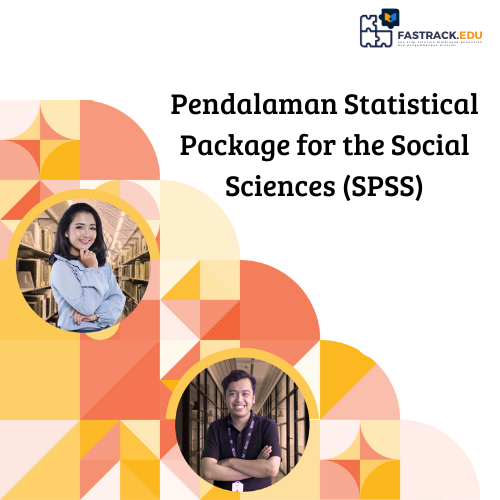 FASTRACK.EDU
Pendalaman Statistical
Package for the Social
Sciences (SPSS)